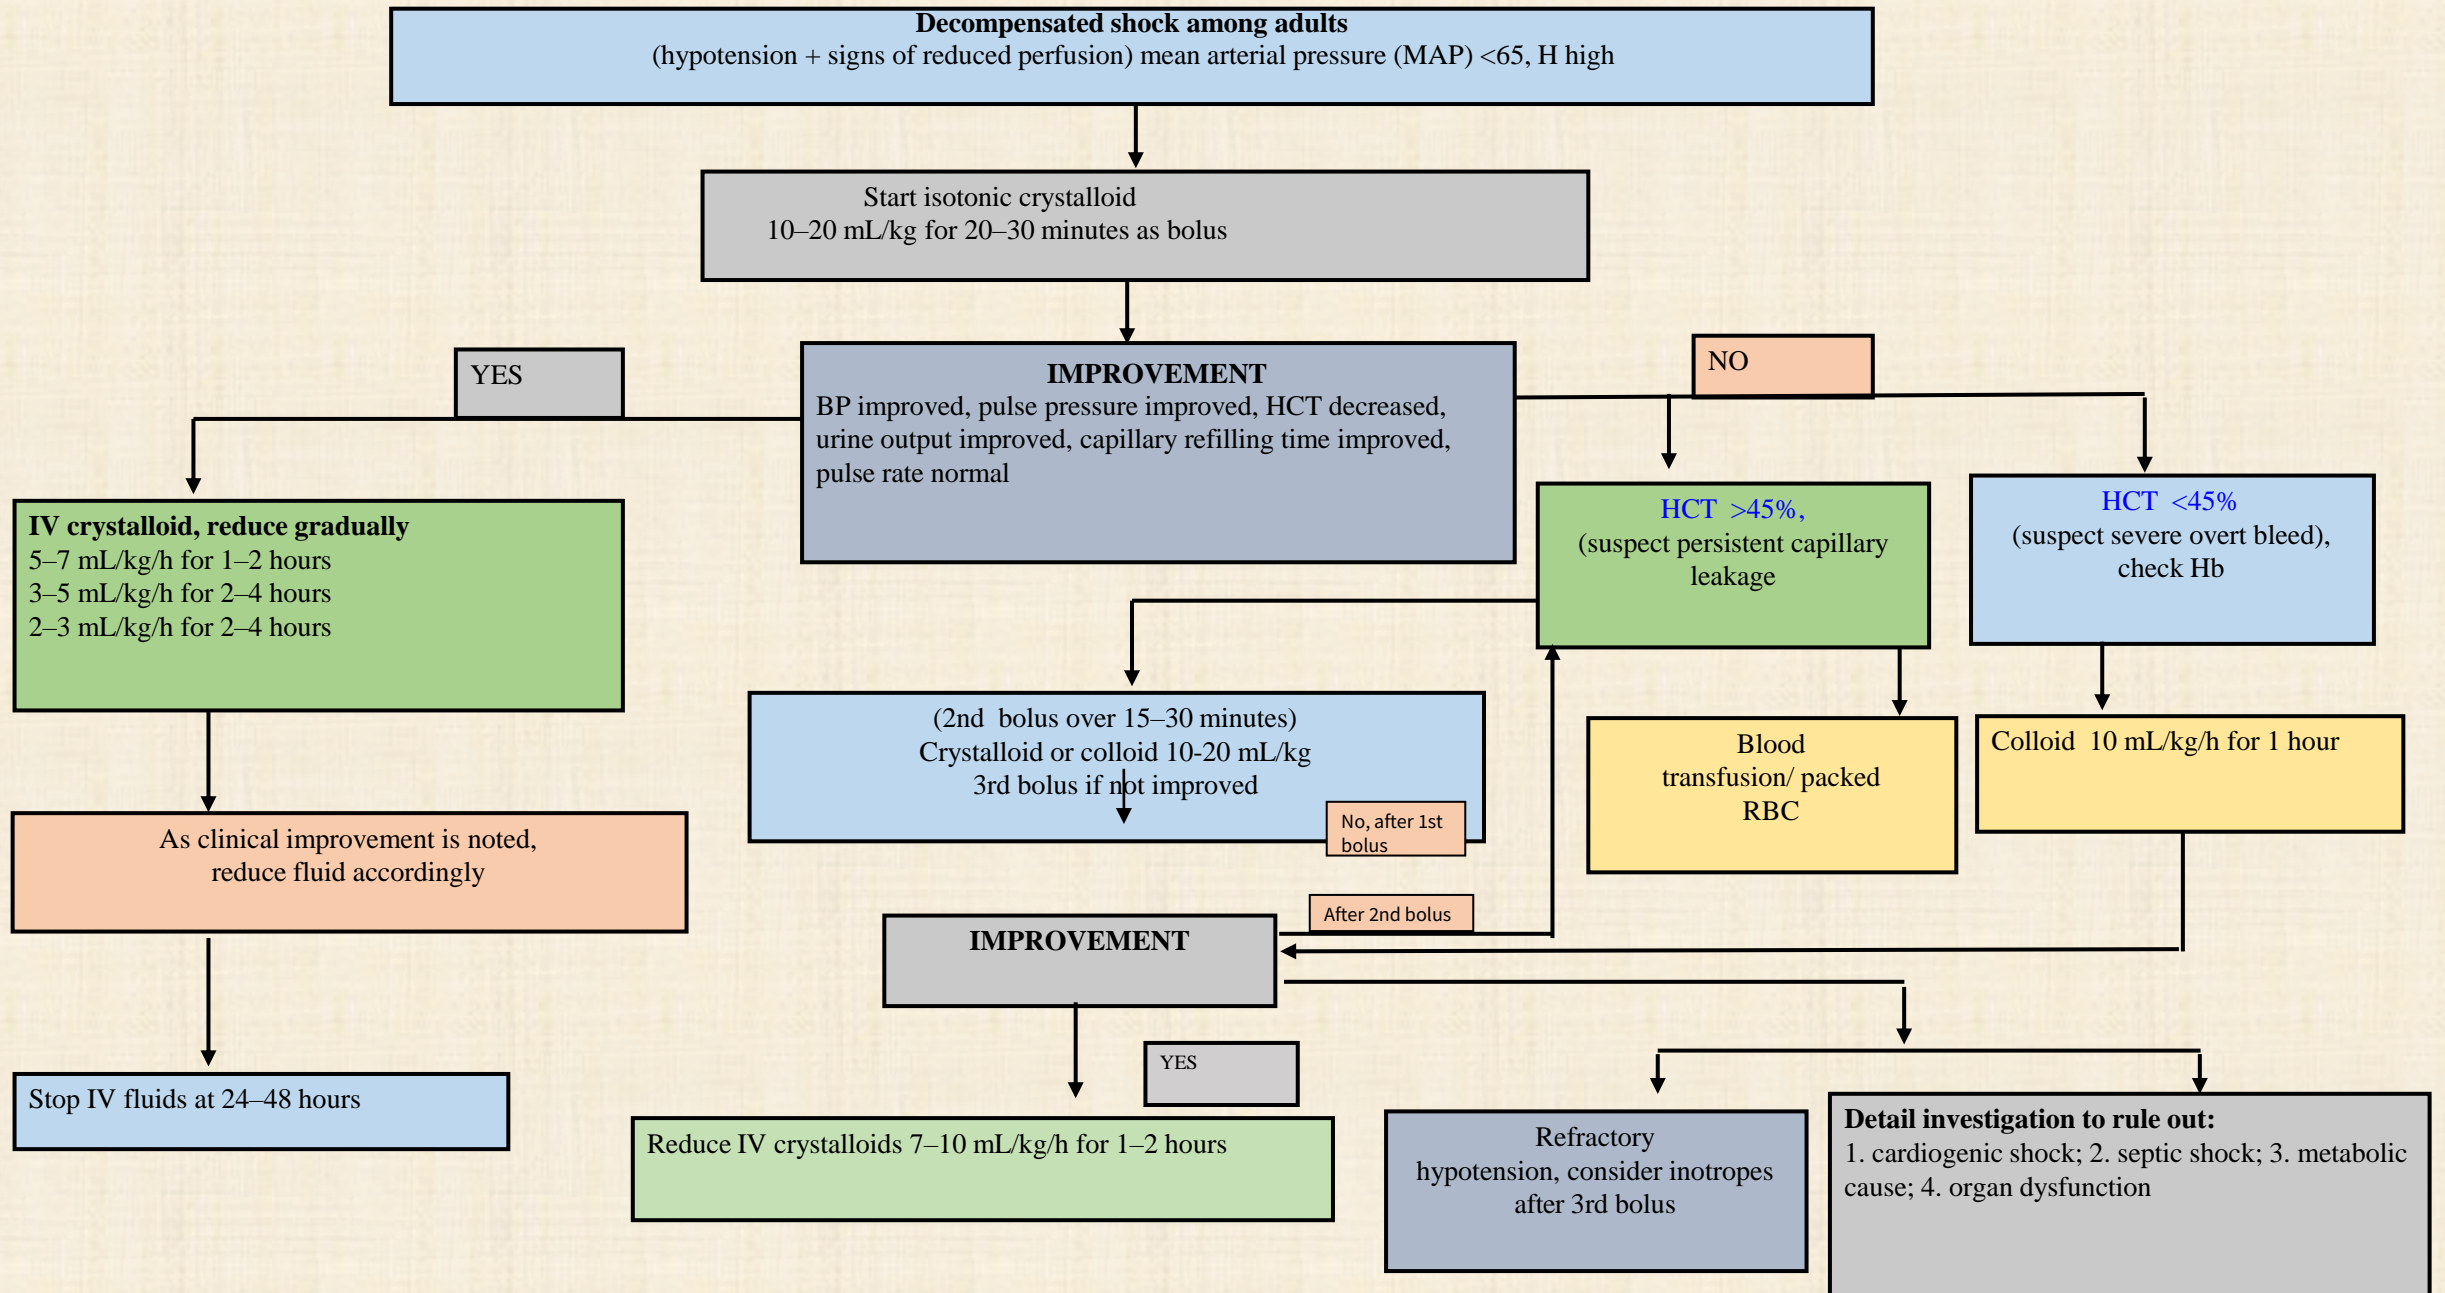 Decompensated shock among adults
(hypotension + signs of reduced perfusion) mean arterial pressure (MAP) <65, H high
Start isotonic crystalloid
10–20 mL/kg for 20–30 minutes as bolus
YES
IMPROVEMENT
BP improved, pulse pressure improved, HCT decreased,
urine output improved, capillary refilling time improved,
pulse rate normal
NO
IV crystalloid, reduce gradually
5–7 mL/kg/h for 1–2 hours
3–5 mL/kg/h for 2–4 hours
2–3 mL/kg/h for 2–4 hours
HCT >45%,
(suspect persistent capillary
leakage
HCT <45%
(suspect severe overt bleed),
check Hb
(2nd bolus over 15–30 minutes)
Crystalloid or colloid 10-20 mL/kg
3rd bolus if not improved
No, after 1st
bolus
Blood
transfusion/ packed
RBC
Colloid 10 mL/kg/h for 1 hour
As clinical improvement is noted,
reduce fluid accordingly
After 2nd bolus
IMPROVEMENT
YES
Stop IV fluids at 24–48 hours
Reduce IV crystalloids 7–10 mL/kg/h for 1–2 hours
Refractory
hypotension, consider inotropes
after 3rd bolus
Detail investigation to rule out:
1. cardiogenic shock; 2. septic shock; 3. metabolic
cause; 4. organ dysfunction